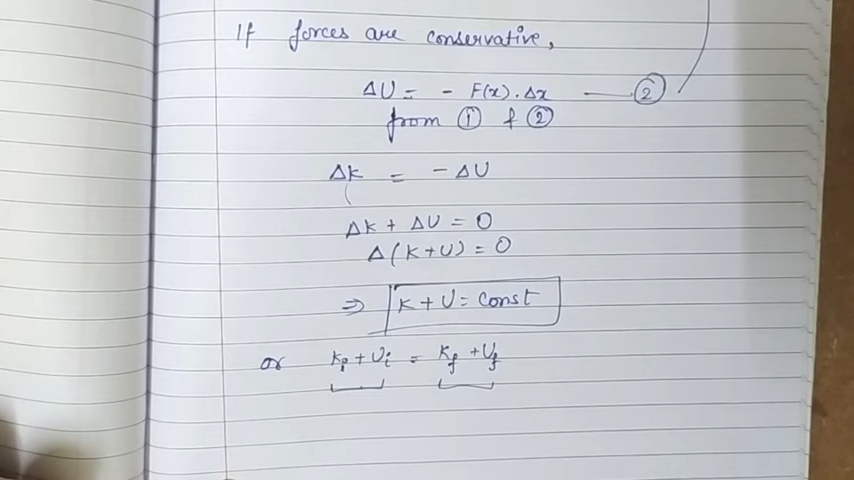 If forces are conservative,
ΔU = - F(x). Δx —— ②
from ① & ②
ΔK = - ΔU
ΔK + ΔU = 0
Δ(K+U) = 0
⇒ K + U = const
or Ki + Ui = Kf + Uf